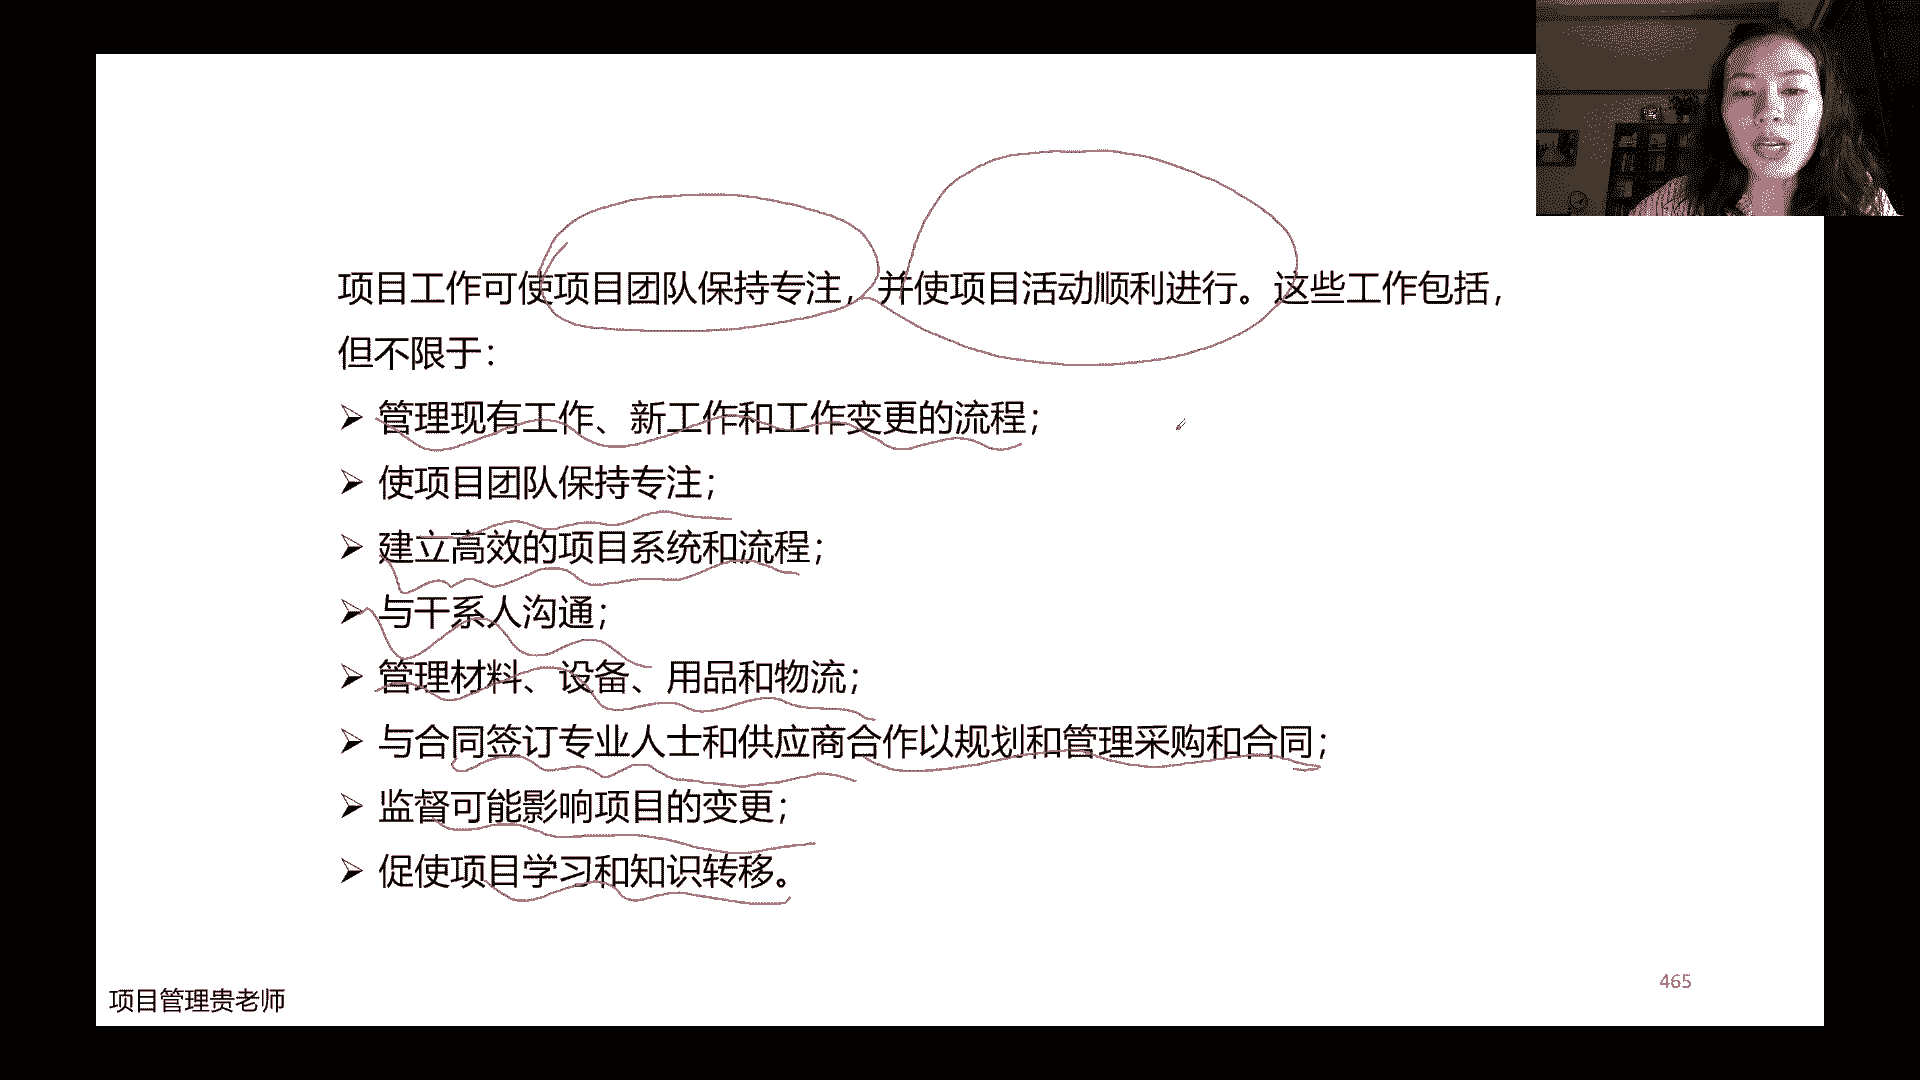 项目工作可使项目团队保持专注，并使项目活动顺利进行。这些工作包括，
但不限于：
➢ 管理现有工作、新工作和工作变更的流程；
➢ 使项目团队保持专注；
➢ 建立高效的项目系统和流程；
➢ 与干系人沟通；
➢ 管理材料、设备、用品和物流；
➢ 与合同签订专业人士和供应商合作以规划和管理采购和合同；
➢ 监督可能影响项目的变更；
➢ 促使项目学习和知识转移。
项目管理贵老师
465